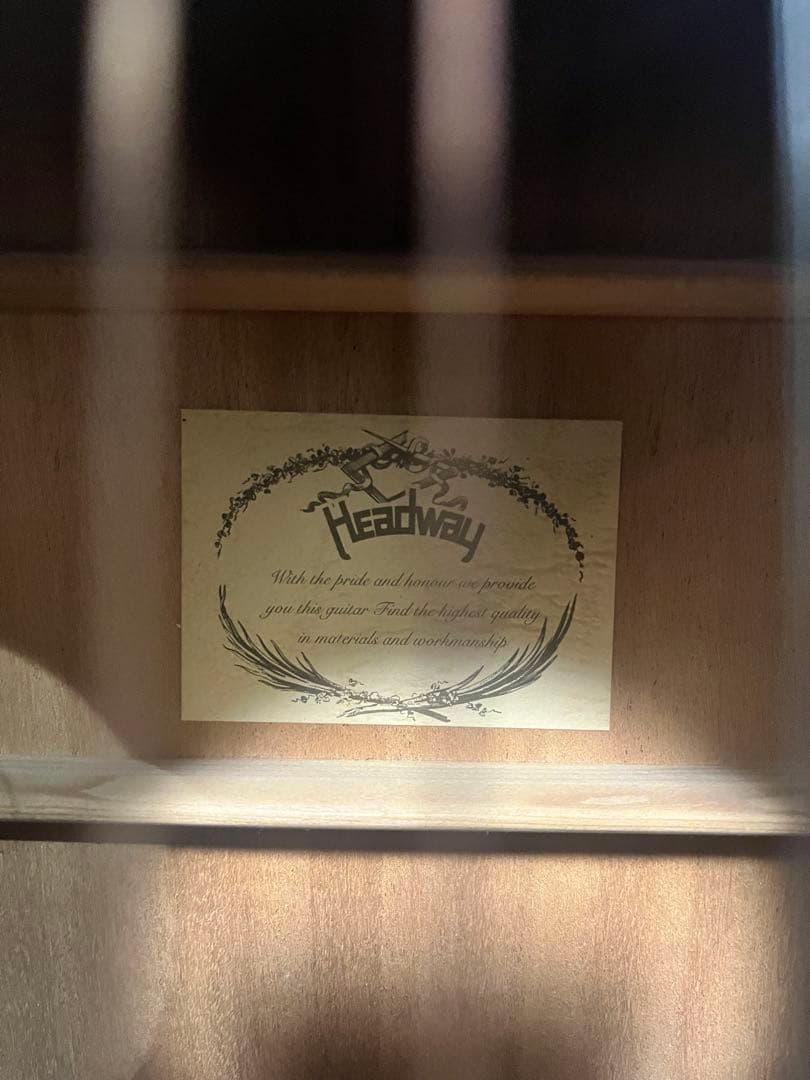 Headway
With the pride and honour we provide
you this guitar Find the highest quality
in materials and workmanship